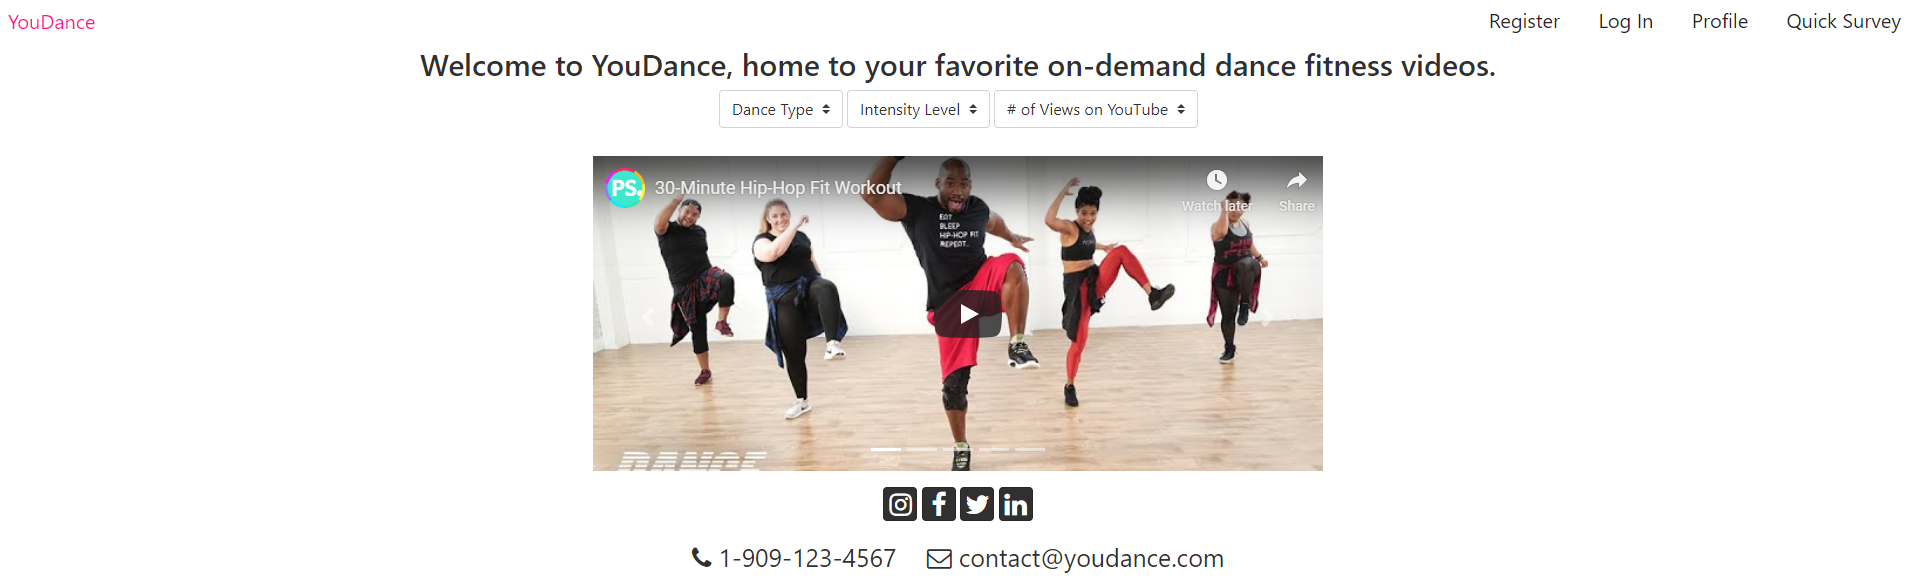 YouDance
Register Log In Profile Quick Survey
Welcome to YouDance, home to your favorite on-demand dance fitness videos.
Dance Type Intensity Level # of Views on YouTube
PS. 30-Minute Hip-Hop Fit Workout
Watch later Share
EAT
SLEEP
HIP-HOP FIT
REPEAT..
DANCE
1-909-123-4567 contact@youdance.com